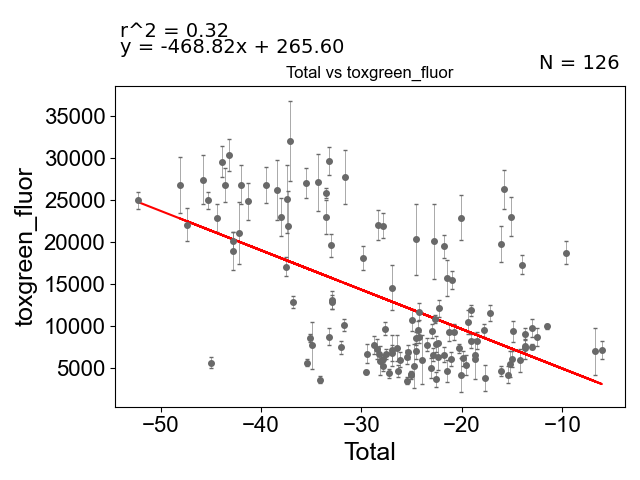 r^2 = 0.32
y = -468.82x + 265.60
N = 126
Total vs toxgreen_fluor
35000
30000
25000
20000
15000
10000
5000
toxgreen_fluor
−50
−40
−30
−20
−10
Total